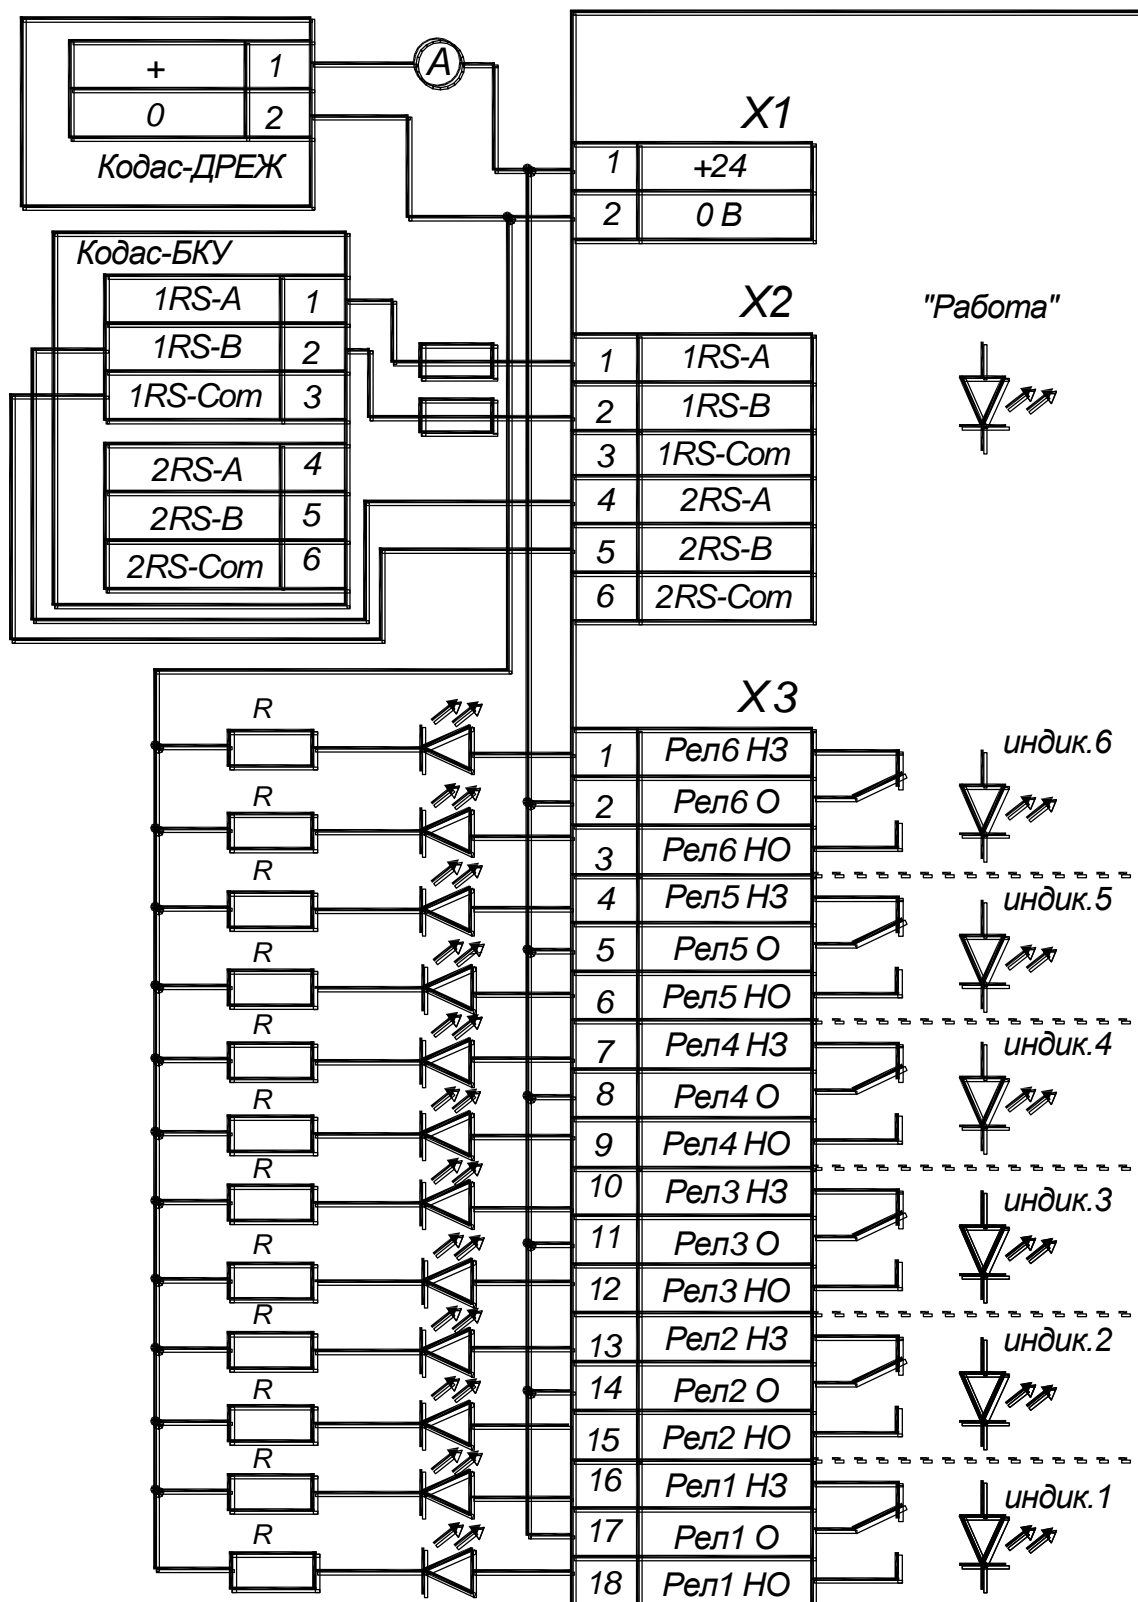 + 1
0 2
Кодас-ДРЕЖ
A
X1
1 +24
2 0 В
Кодас-БКУ
1RS-A 1
1RS-B 2
1RS-Com 3
2RS-A 4
2RS-B 5
2RS-Com 6
X2
1 1RS-A
2 1RS-B
3 1RS-Com
4 2RS-A
5 2RS-B
6 2RS-Com
"Работа"
X3
R
R
R
R
R
R
R
R
R
R
R
R
1 Рел6 НЗ
2 Рел6 О
3 Рел6 НО
4 Рел5 НЗ
5 Рел5 О
6 Рел5 НО
7 Рел4 НЗ
8 Рел4 О
9 Рел4 НО
10 Рел3 НЗ
11 Рел3 О
12 Рел3 НО
13 Рел2 НЗ
14 Рел2 О
15 Рел2 НО
16 Рел1 НЗ
17 Рел1 О
18 Рел1 НО
индик.6
индик.5
индик.4
индик.3
индик.2
индик.1